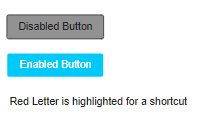 Disabled Button
Enabled Button
Red Letter is highlighted for a shortcut